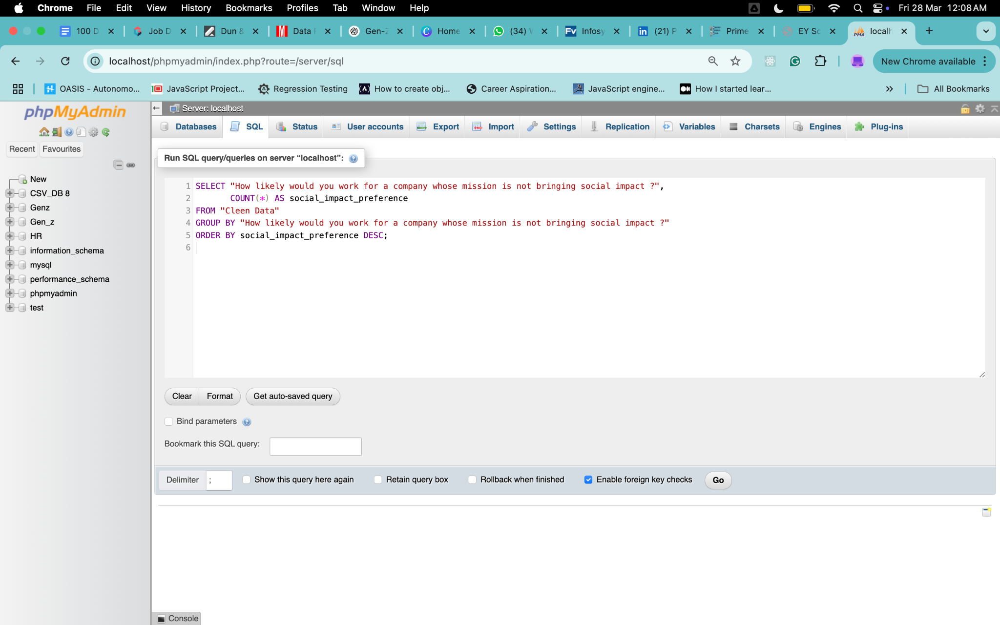 Chrome File Edit View History Bookmarks Profiles Tab Window Help Fri 28 Mar 12:08 AM
100 D Job D Dun & Data Gen- Home (34) Infosy (21) P Prime EY Sc localh
localhost/phpmyadmin/index.php?route=/server/sql New Chrome available
OASIS - Autonomo... JavaScript Project... Regression Testing How to create obj... Career Aspiration... JavaScript engine... How I started lear... » All Bookmarks
phpMyAdmin
Recent Favourites
New
CSV_DB 8
Genz
Gen_z
HR
information_schema
mysql
performance_schema
phpmyadmin
test
Server: localhost
Databases SQL Status User accounts Export Import Settings Replication Variables Charsets Engines Plug-ins
Run SQL query/queries on server “localhost”:
1 SELECT "How likely would you work for a company whose mission is not bringing social impact ?",
2 COUNT(*) AS social_impact_preference
3 FROM "Cleen Data"
4 GROUP BY "How likely would you work for a company whose mission is not bringing social impact ?"
5 ORDER BY social_impact_preference DESC;
6
Clear Format Get auto-saved query
Bind parameters
Bookmark this SQL query:
Delimiter ; Show this query here again Retain query box Rollback when finished Enable foreign key checks Go
Console